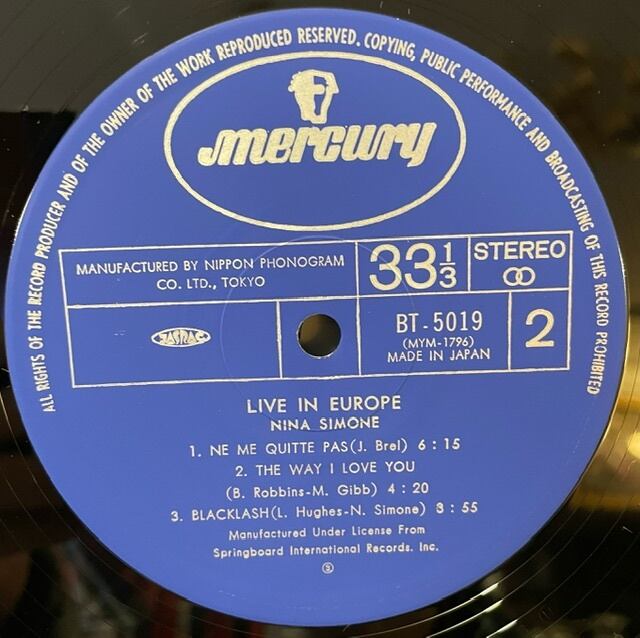 ALL RIGHTS OF THE RECORD PRODUCER AND OF THE OWNER OF THE WORK REPRODUCED RESERVED. COPYING, PUBLIC PERFORMANCE AND BROADCASTING OF THIS RECORD PROHIBITED
mercury
MANUFACTURED BY NIPPON PHONOGRAM
CO. LTD., TOKYO
33 1/3
STEREO
JASRAC
BT-5019
(MYM-1796)
MADE IN JAPAN
2
LIVE IN EUROPE
NINA SIMONE
1. NE ME QUITTE PAS(J. Brel) 6:15
2. THE WAY I LOVE YOU
(B. Robbins-M. Gibb) 4:20
3. BLACKLASH(L. Hughes-N. Simone) 3:55
Manufactured Under License From
Springboard International Records. Inc.